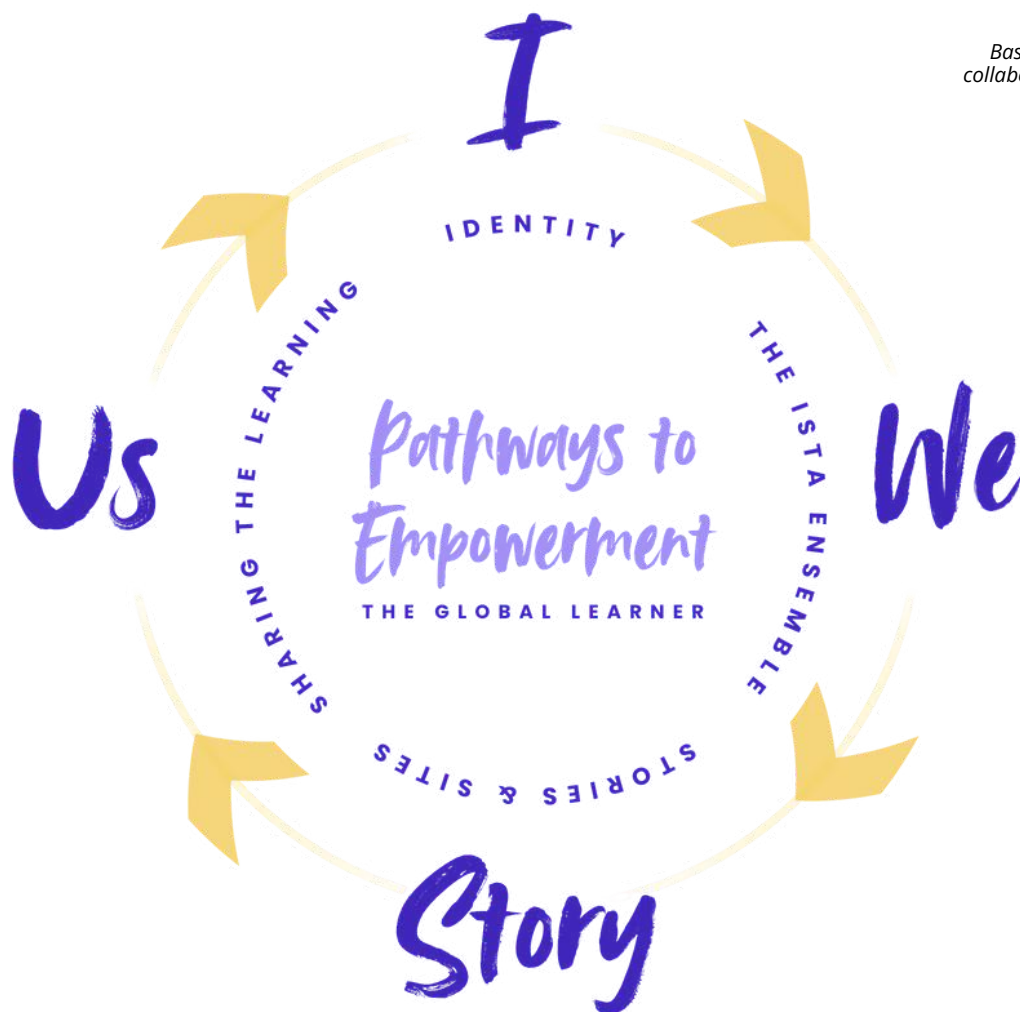 I
IDENTITY
We
THE ISTA ENSEMBLE
Story
STORIES & SITES
Us
SHARING THE LEARNING
Pathways to
Empowerment
THE GLOBAL LEARNER